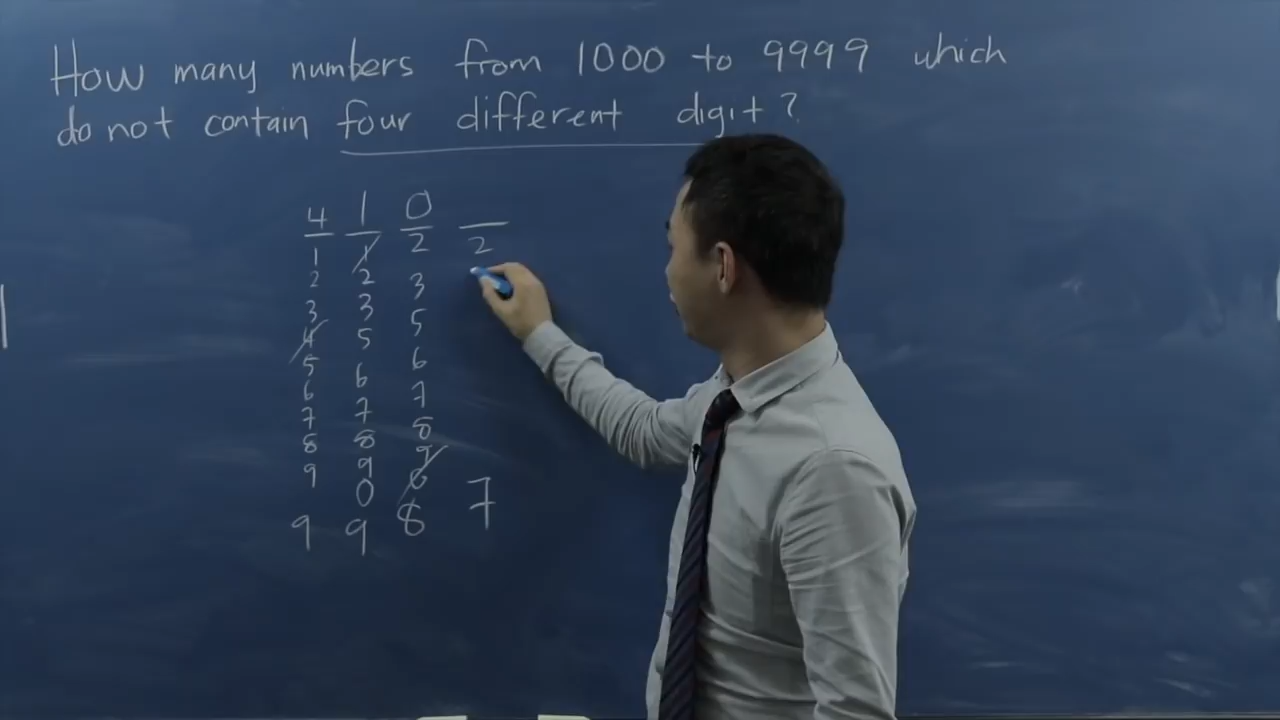 How many numbers from 1000 to 9999 which
do not contain four different digit?
4 1 0
1 1 2 2
2 2 3
3 3 5
4 5 6
5 6 7
6 7 8
7 8 9
8 9 0
9 0
9 9 8 7